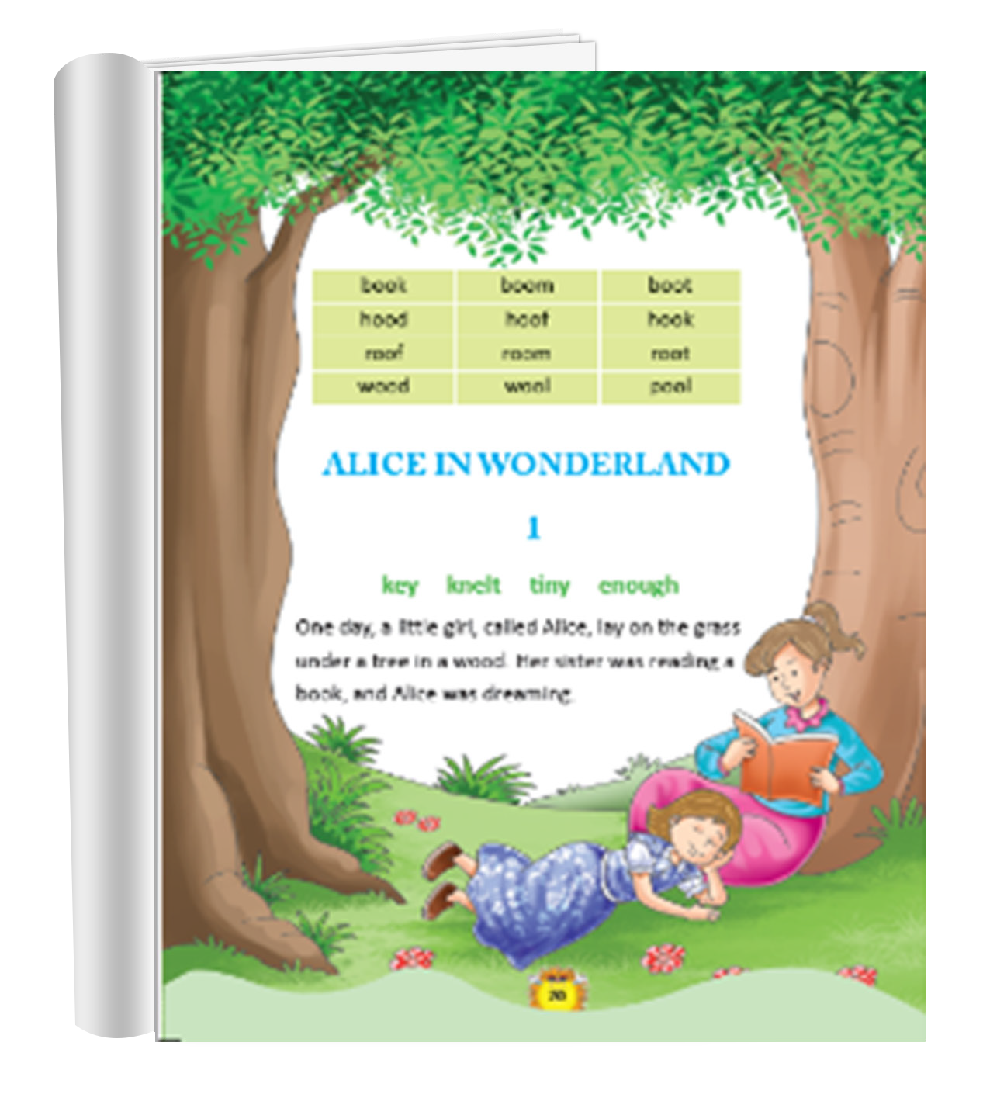 book boom boot
hood hoof hook
roof room root
wood wool pool
ALICE IN WONDERLAND
1
key knelt tiny enough
One day, a little girl, called Alice, lay on the grass
under a tree in a wood. Her sister was reading a
book, and Alice was dreaming.
20